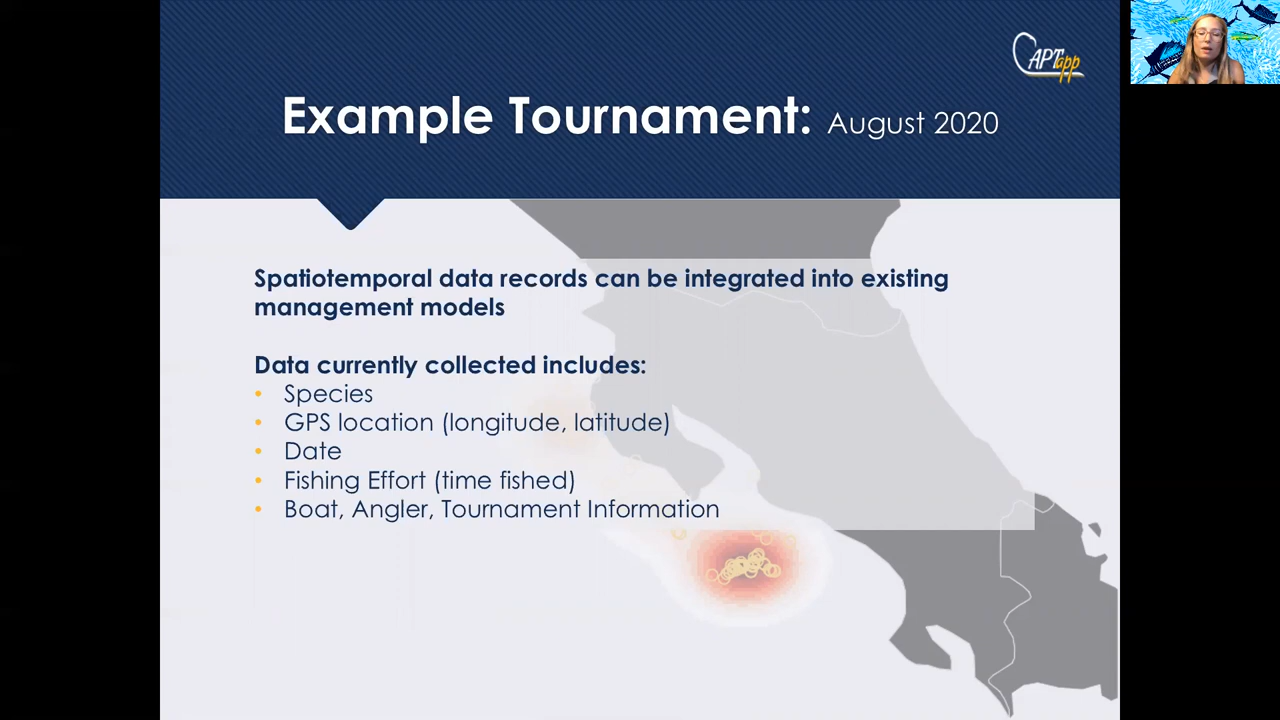 CAPTapp
Example Tournament: August 2020
Spatiotemporal data records can be integrated into existing
management models
Data currently collected includes:
• Species
• GPS location (longitude, latitude)
• Date
• Fishing Effort (time fished)
• Boat, Angler, Tournament Information